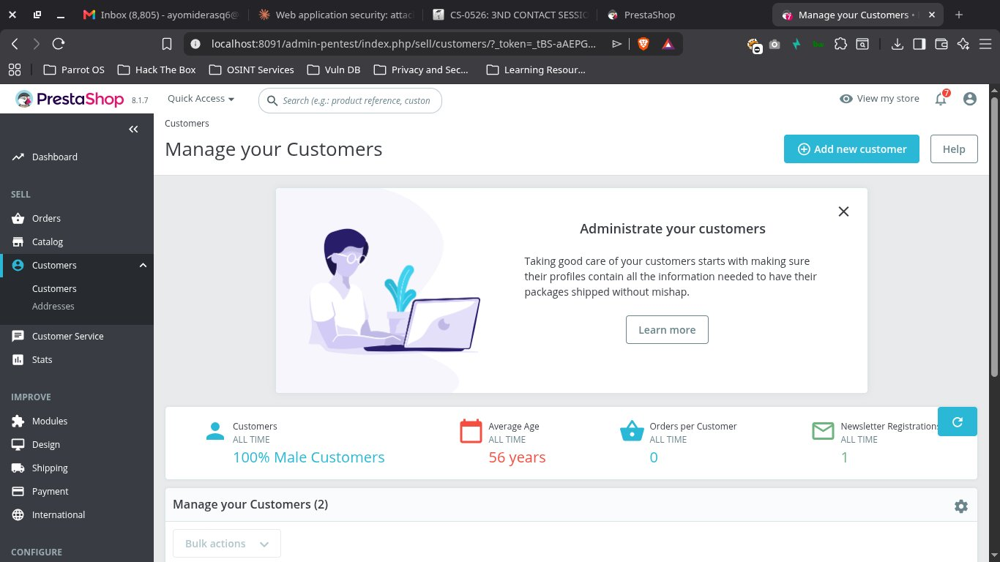 Inbox (8,805) - ayomiderasq6@
Web application security: attac
CS-0526: 3ND CONTACT SESSIO
PrestaShop
Manage your Customers •
localhost:8091/admin-pentest/index.php/sell/customers/?_token=_tBS-aAEPG...
Parrot OS
Hack The Box
OSINT Services
Vuln DB
Privacy and Sec...
Learning Resour...
PrestaShop
8.1.7
Quick Access
Search (e.g.: product reference, custon
View my store
7
Customers
Manage your Customers
Add new customer
Help
Dashboard
SELL
Orders
Catalog
Customers
Customers
Addresses
Customer Service
Stats
IMPROVE
Modules
Design
Shipping
Payment
International
CONFIGURE
Administrate your customers
Taking good care of your customers starts with making sure
their profiles contain all the information needed to have their
packages shipped without mishap.
Learn more
Customers
ALL TIME
100% Male Customers
Average Age
ALL TIME
56 years
Orders per Customer
ALL TIME
0
Newsletter Registrations
ALL TIME
1
Manage your Customers (2)
Bulk actions